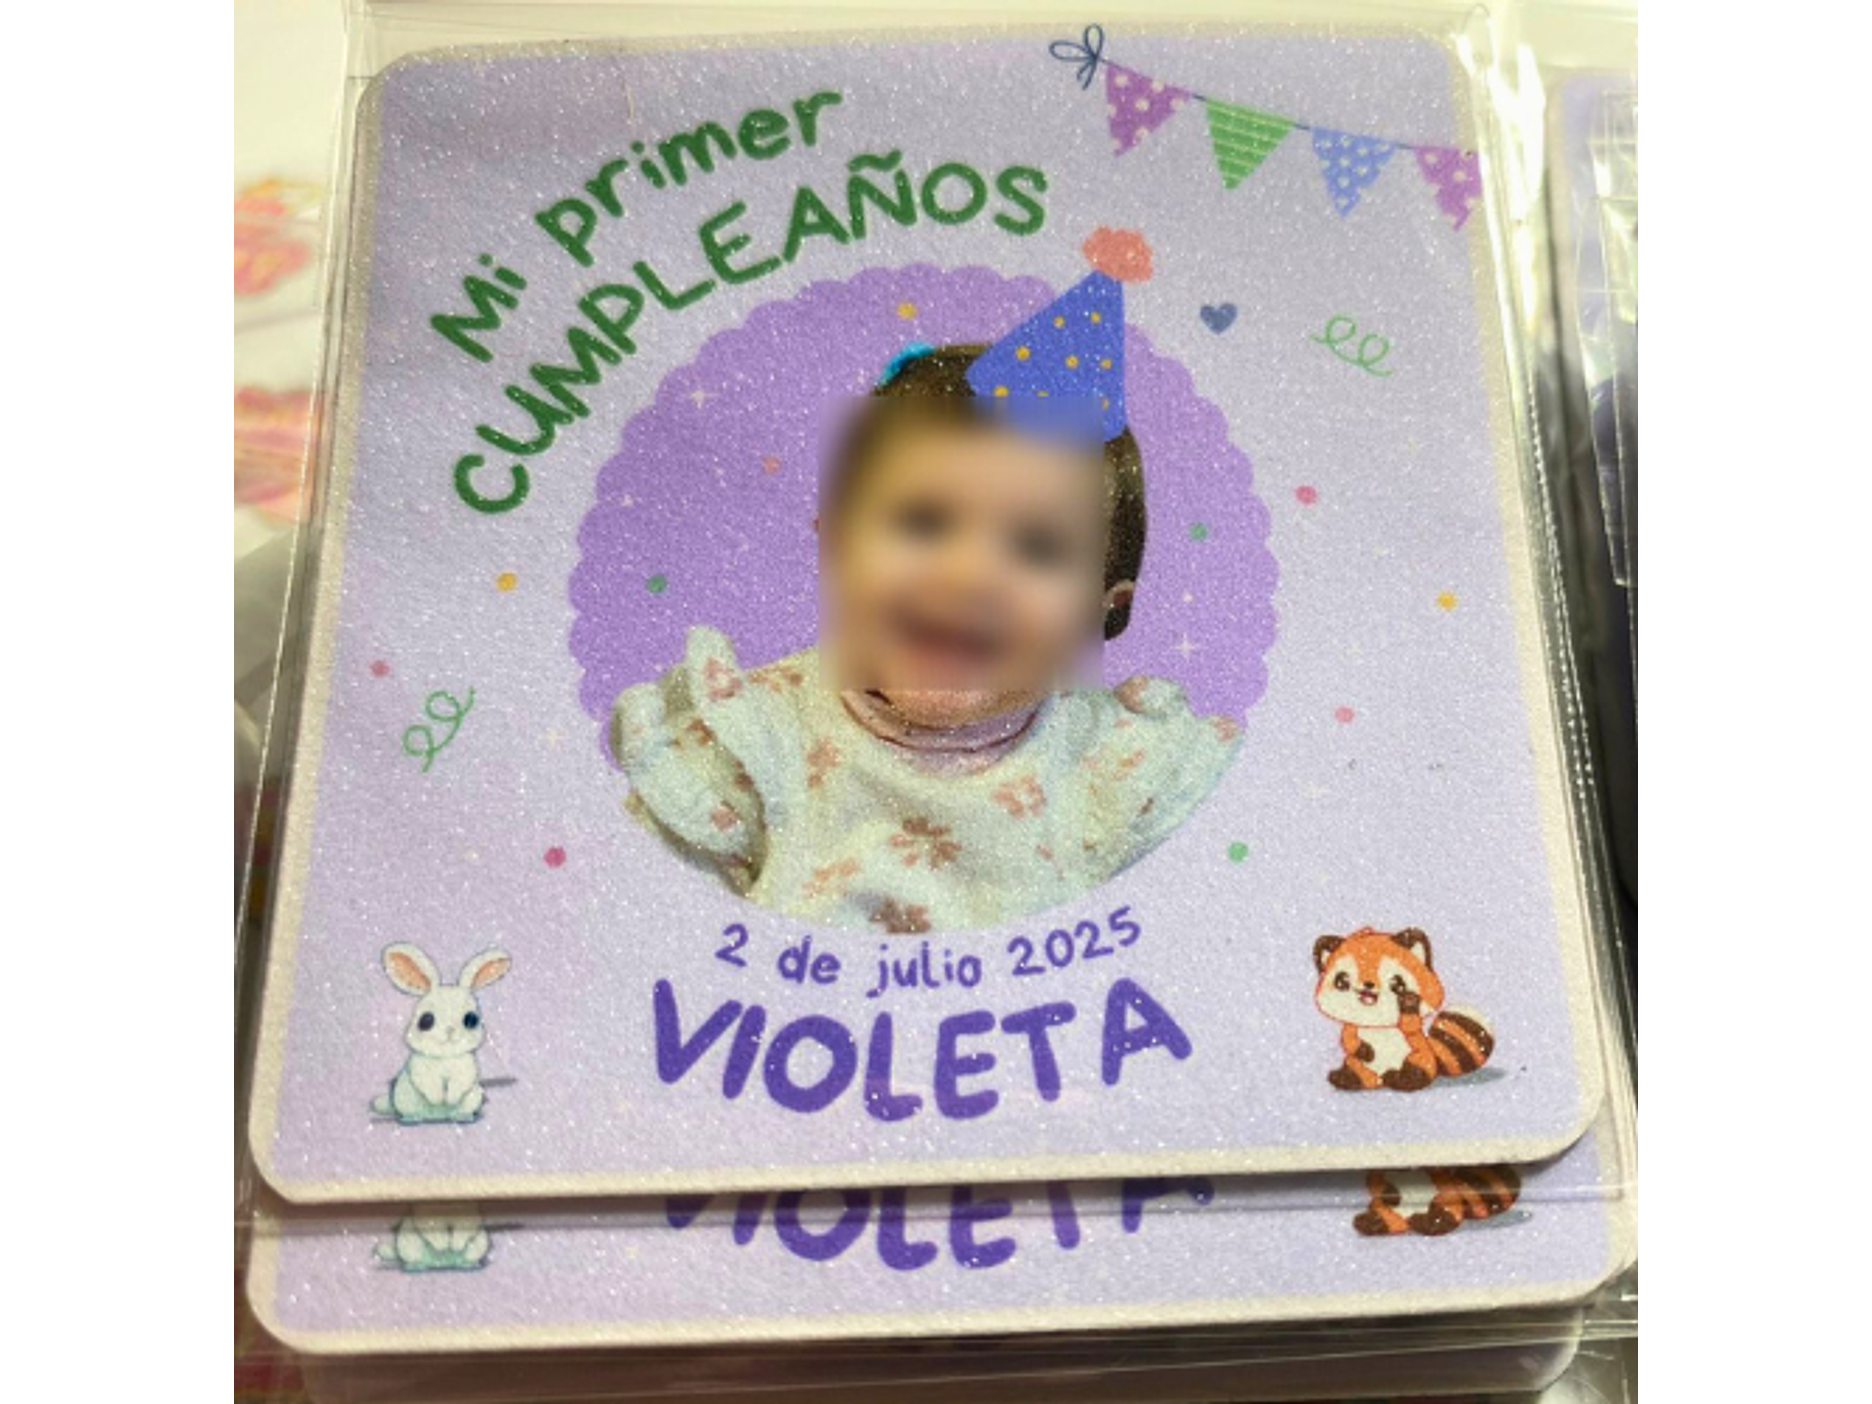 Mi primer
CUMPLEAÑOS
2 de julio 2025
VIOLETA
VIOLETA